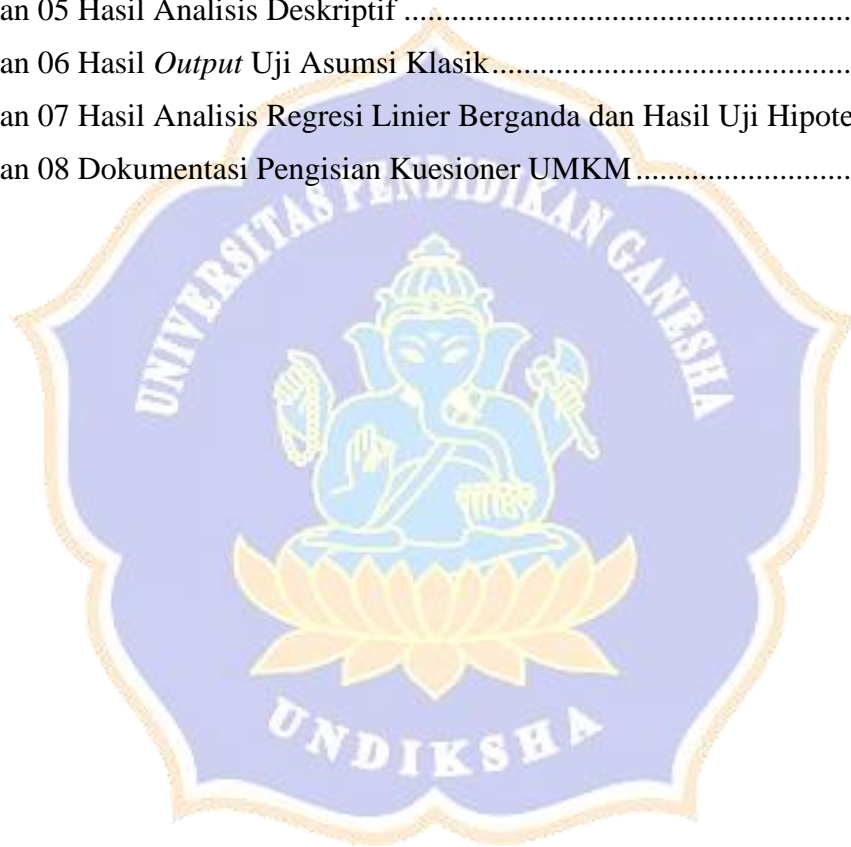 an 05 Hasil Analisis Deskriptif ................................................................
an 06 Hasil Output Uji Asumsi Klasik ....................................................
an 07 Hasil Analisis Regresi Linier Berganda dan Hasil Uji Hipote
an 08 Dokumentasi Pengisian Kuesioner UMKM ................................
UNIVERSITAS PENDIDIKAN GANESHA
UNDIKSHA